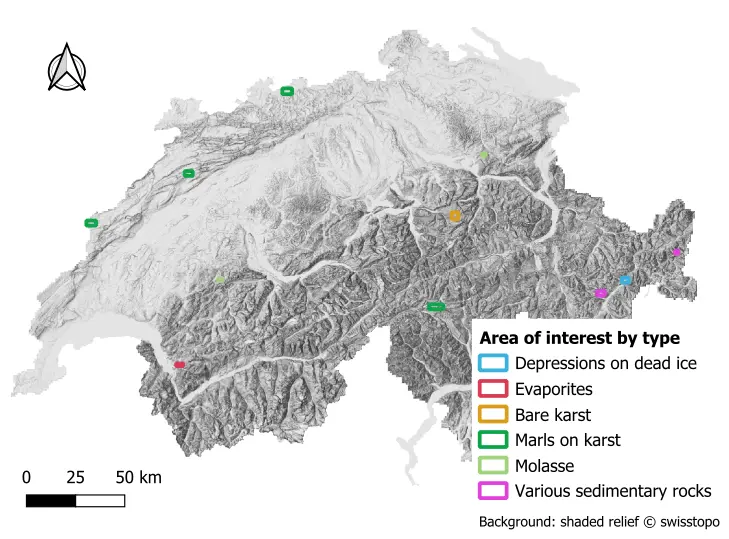 Area of interest by type
Depressions on dead ice
Evaporites
Bare karst
Marls on karst
Molasse
Various sedimentary rocks
0 25 50 km
Background: shaded relief © swisstopo